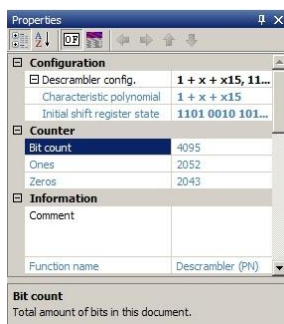 Properties
Configuration
Descrambler config. 1 + x + x15, 11...
Characteristic polynomial 1 + x + x15
Initial shift register state 1101 0010 101...
Counter
Bit count 4095
Ones 2052
Zeros 2043
Information
Comment
Function name Descrambler (PN)
Bit count
Total amount of bits in this document.